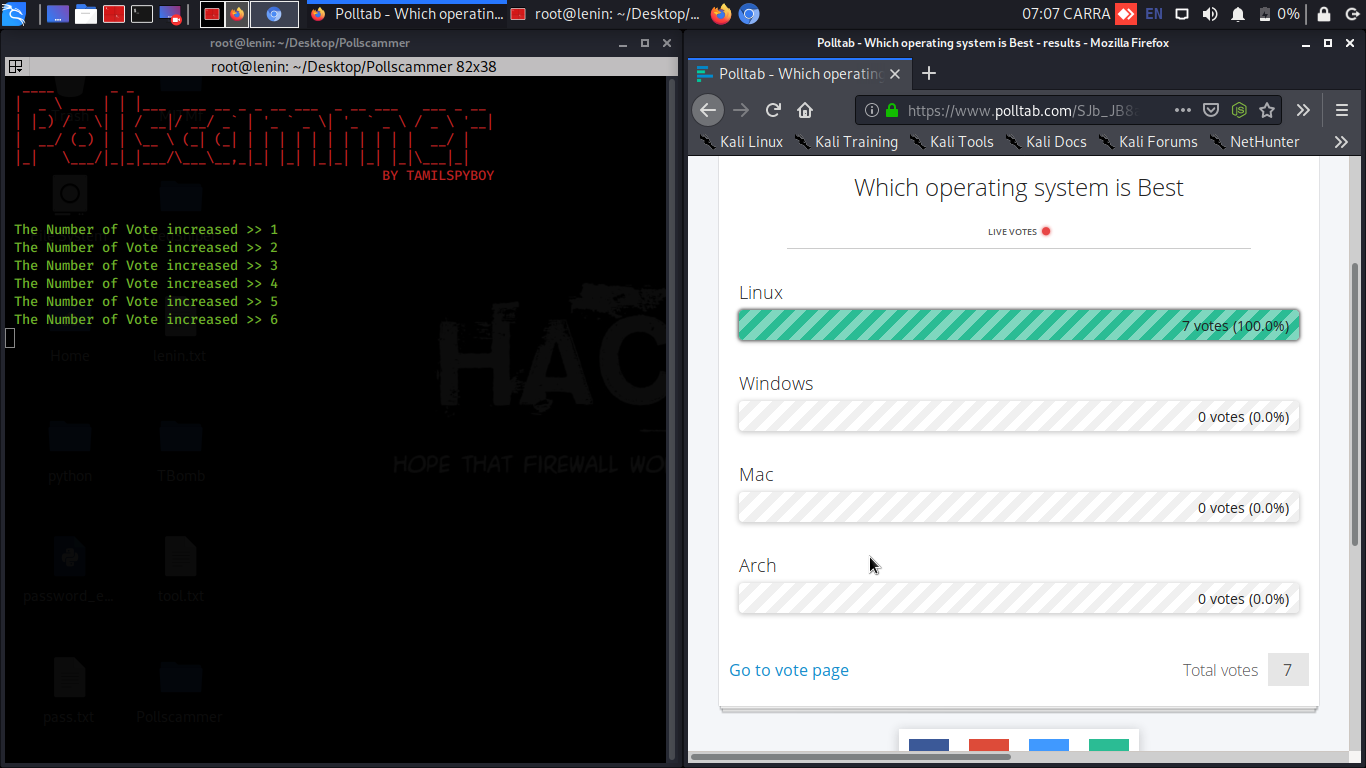 Polltab - Which operatin...
root@lenin: ~/Desktop/...
07:07 CARRA
EN
0%
root@lenin: ~/Desktop/Pollscammer
root@lenin: ~/Desktop/Pollscammer 82x38
Pollscammer
BY TAMILSPYBOY
The Number of Vote increased >> 1
The Number of Vote increased >> 2
The Number of Vote increased >> 3
The Number of Vote increased >> 4
The Number of Vote increased >> 5
The Number of Vote increased >> 6
HAC
Home
lenin.txt
HOPE THAT FIREWALL WO
python
TBomb
password_e...
tool.txt
pass.txt
Pollscammer
Polltab - Which operating system is Best - results - Mozilla Firefox
Polltab - Which operating
https://www.polltab.com/SJb_JB8
Kali Linux
Kali Training
Kali Tools
Kali Docs
Kali Forums
NetHunter
Which operating system is Best
LIVE VOTES
Linux
7 votes (100.0%)
Windows
0 votes (0.0%)
Mac
0 votes (0.0%)
Arch
0 votes (0.0%)
Go to vote page
Total votes 7